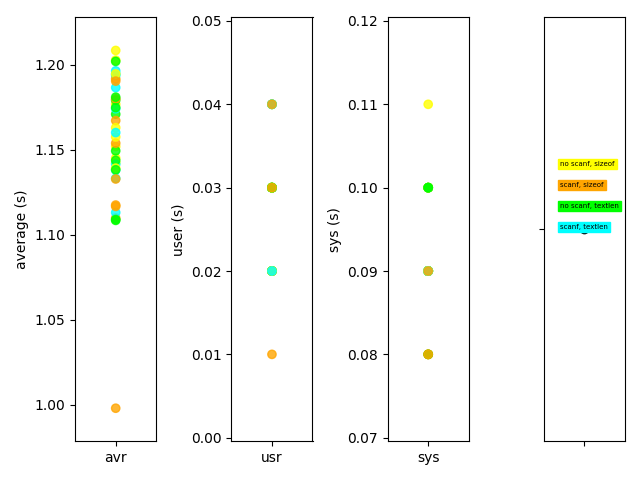 average (s)
1.20
1.15
1.10
1.05
1.00
avr
user (s)
0.05
0.04
0.03
0.02
0.01
0.00
usr
sys (s)
0.12
0.11
0.10
0.09
0.08
0.07
sys
no scanf, sizeof
scanf, sizeof
no scanf, textlen
scanf, textlen